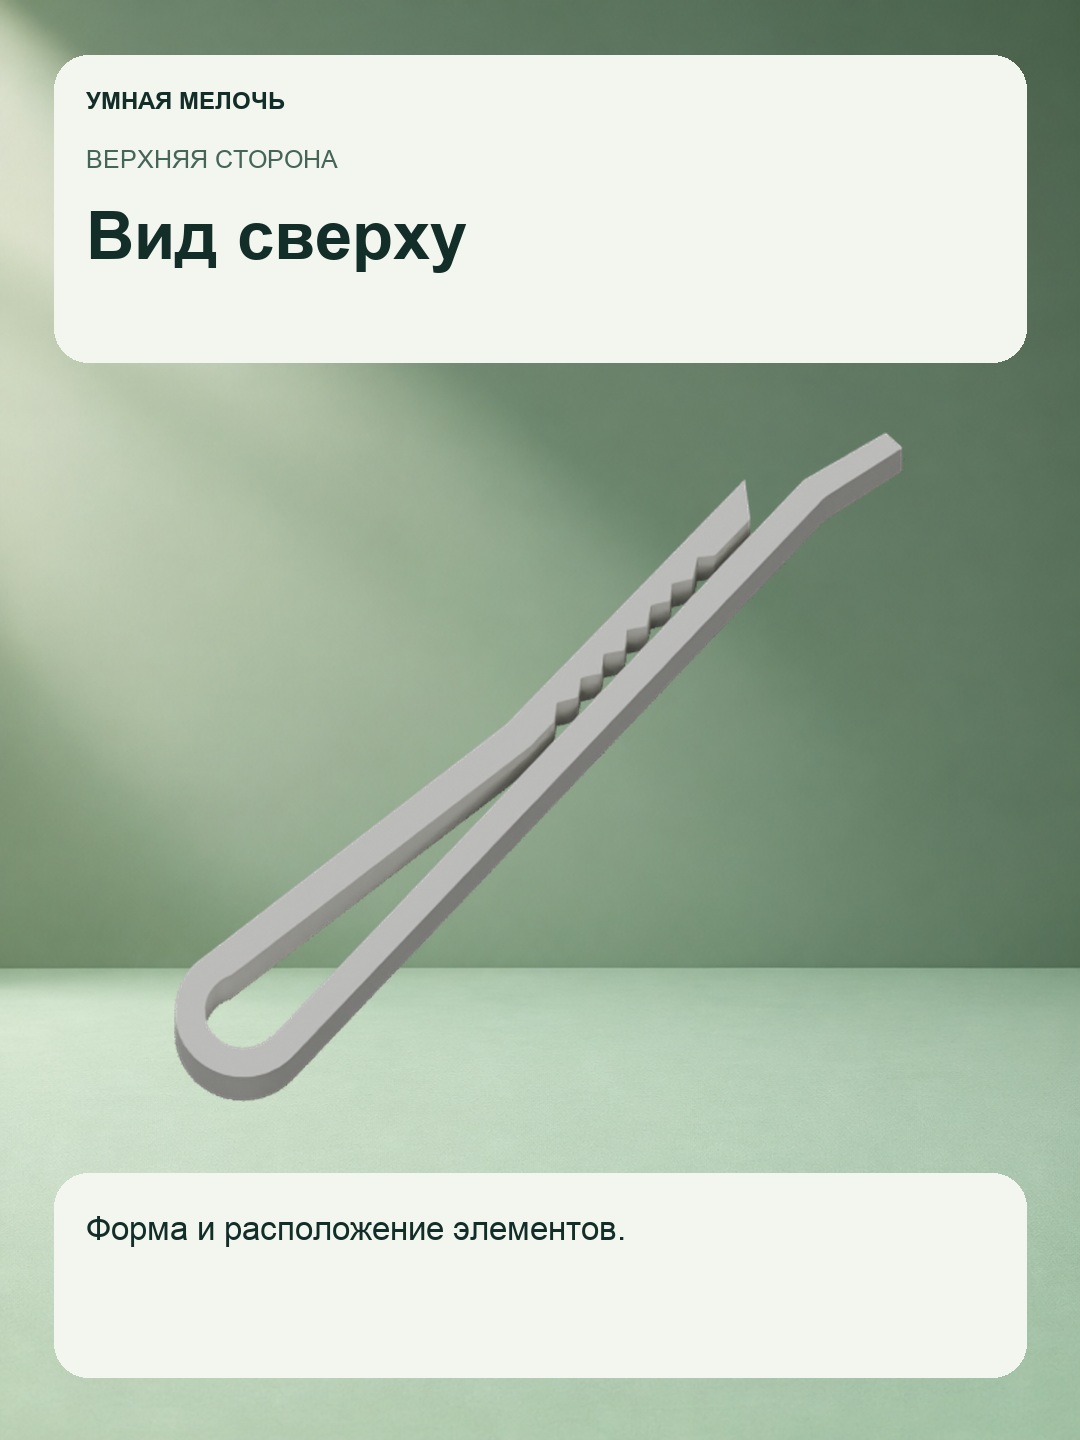 УМНАЯ МЕЛОЧЬ
ВЕРХНЯЯ СТОРОНА
Вид сверху
Форма и расположение элементов.